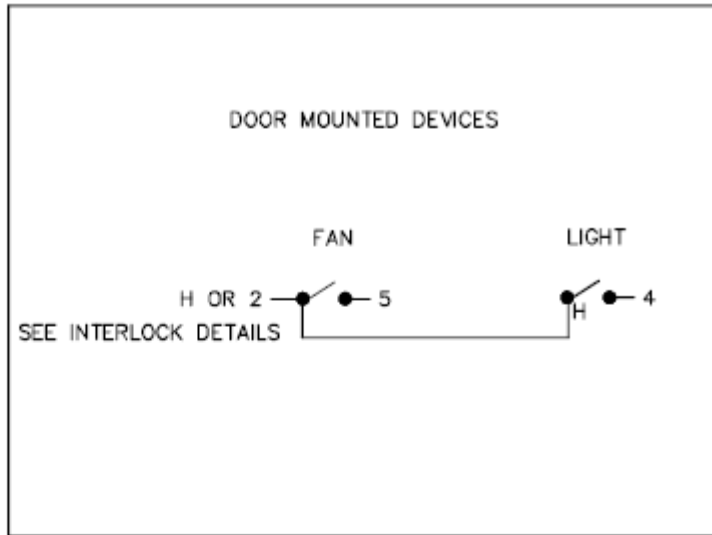 DOOR MOUNTED DEVICES
FAN
LIGHT
H OR 2
5
H
4
SEE INTERLOCK DETAILS